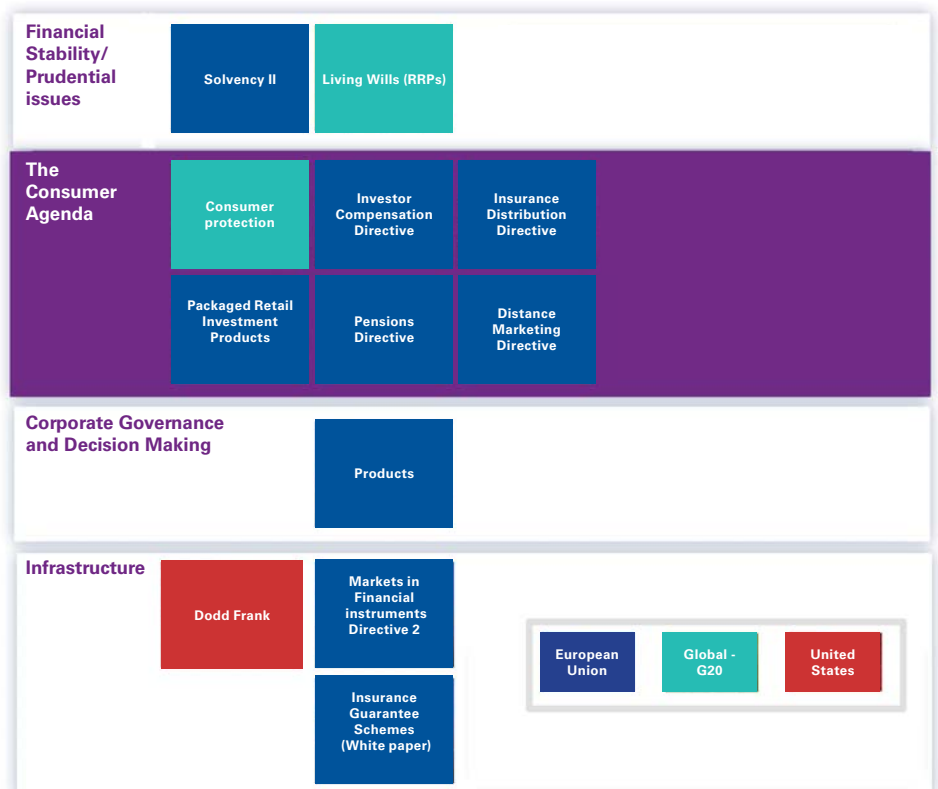 Financial
Stability/
Prudential
issues
Solvency II
Living Wills (RRPs)
The
Consumer
Agenda
Consumer
protection
Investor
Compensation
Directive
Insurance
Distribution
Directive
Packaged Retail
Investment
Products
Pensions
Directive
Distance
Marketing
Directive
Corporate Governance
and Decision Making
Products
Infrastructure
Dodd Frank
Markets in
Financial
instruments
Directive 2
Insurance
Guarantee
Schemes
(White paper)
European
Union
Global -
G20
United
States